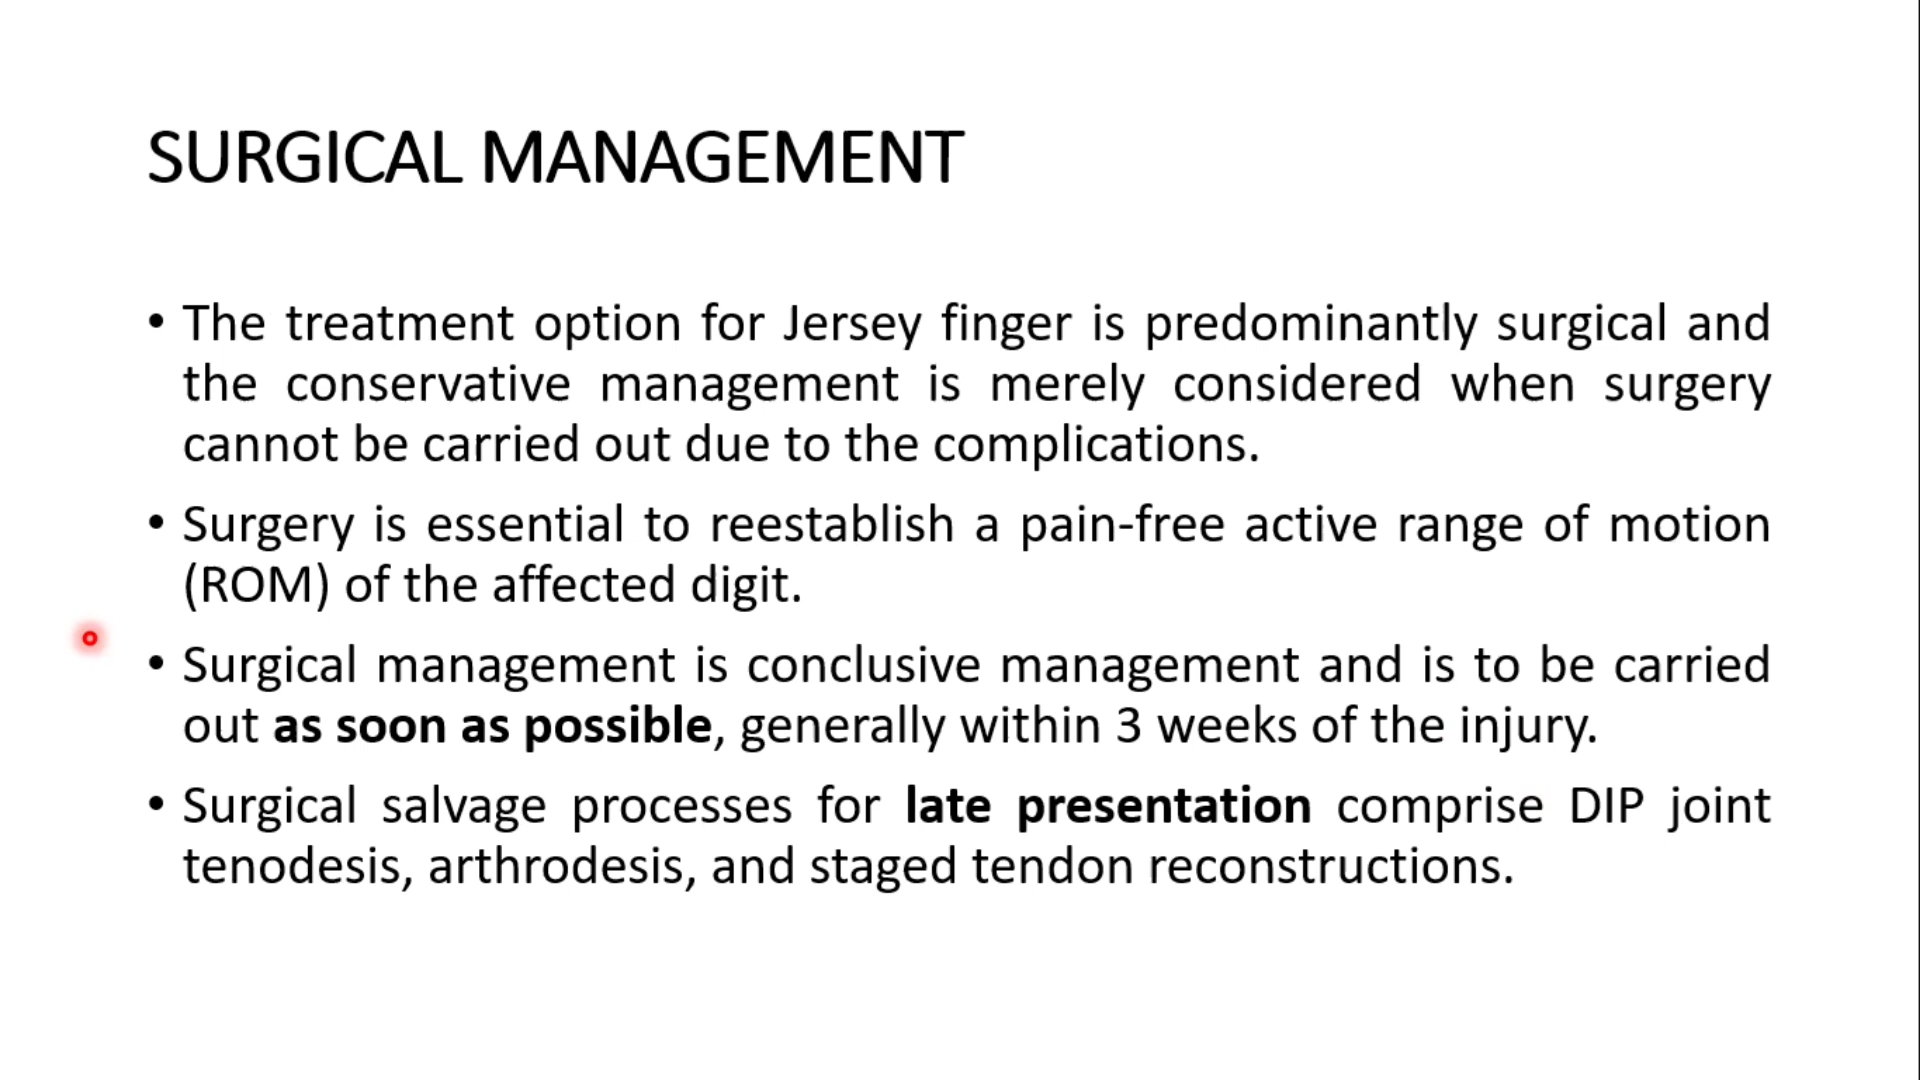 SURGICAL MANAGEMENT
• The treatment option for Jersey finger is predominantly surgical and
the conservative management is merely considered when surgery
cannot be carried out due to the complications.
• Surgery is essential to reestablish a pain-free active range of motion
(ROM) of the affected digit.
• Surgical management is conclusive management and is to be carried
out as soon as possible, generally within 3 weeks of the injury.
• Surgical salvage processes for late presentation comprise DIP joint
tenodesis, arthrodesis, and staged tendon reconstructions.